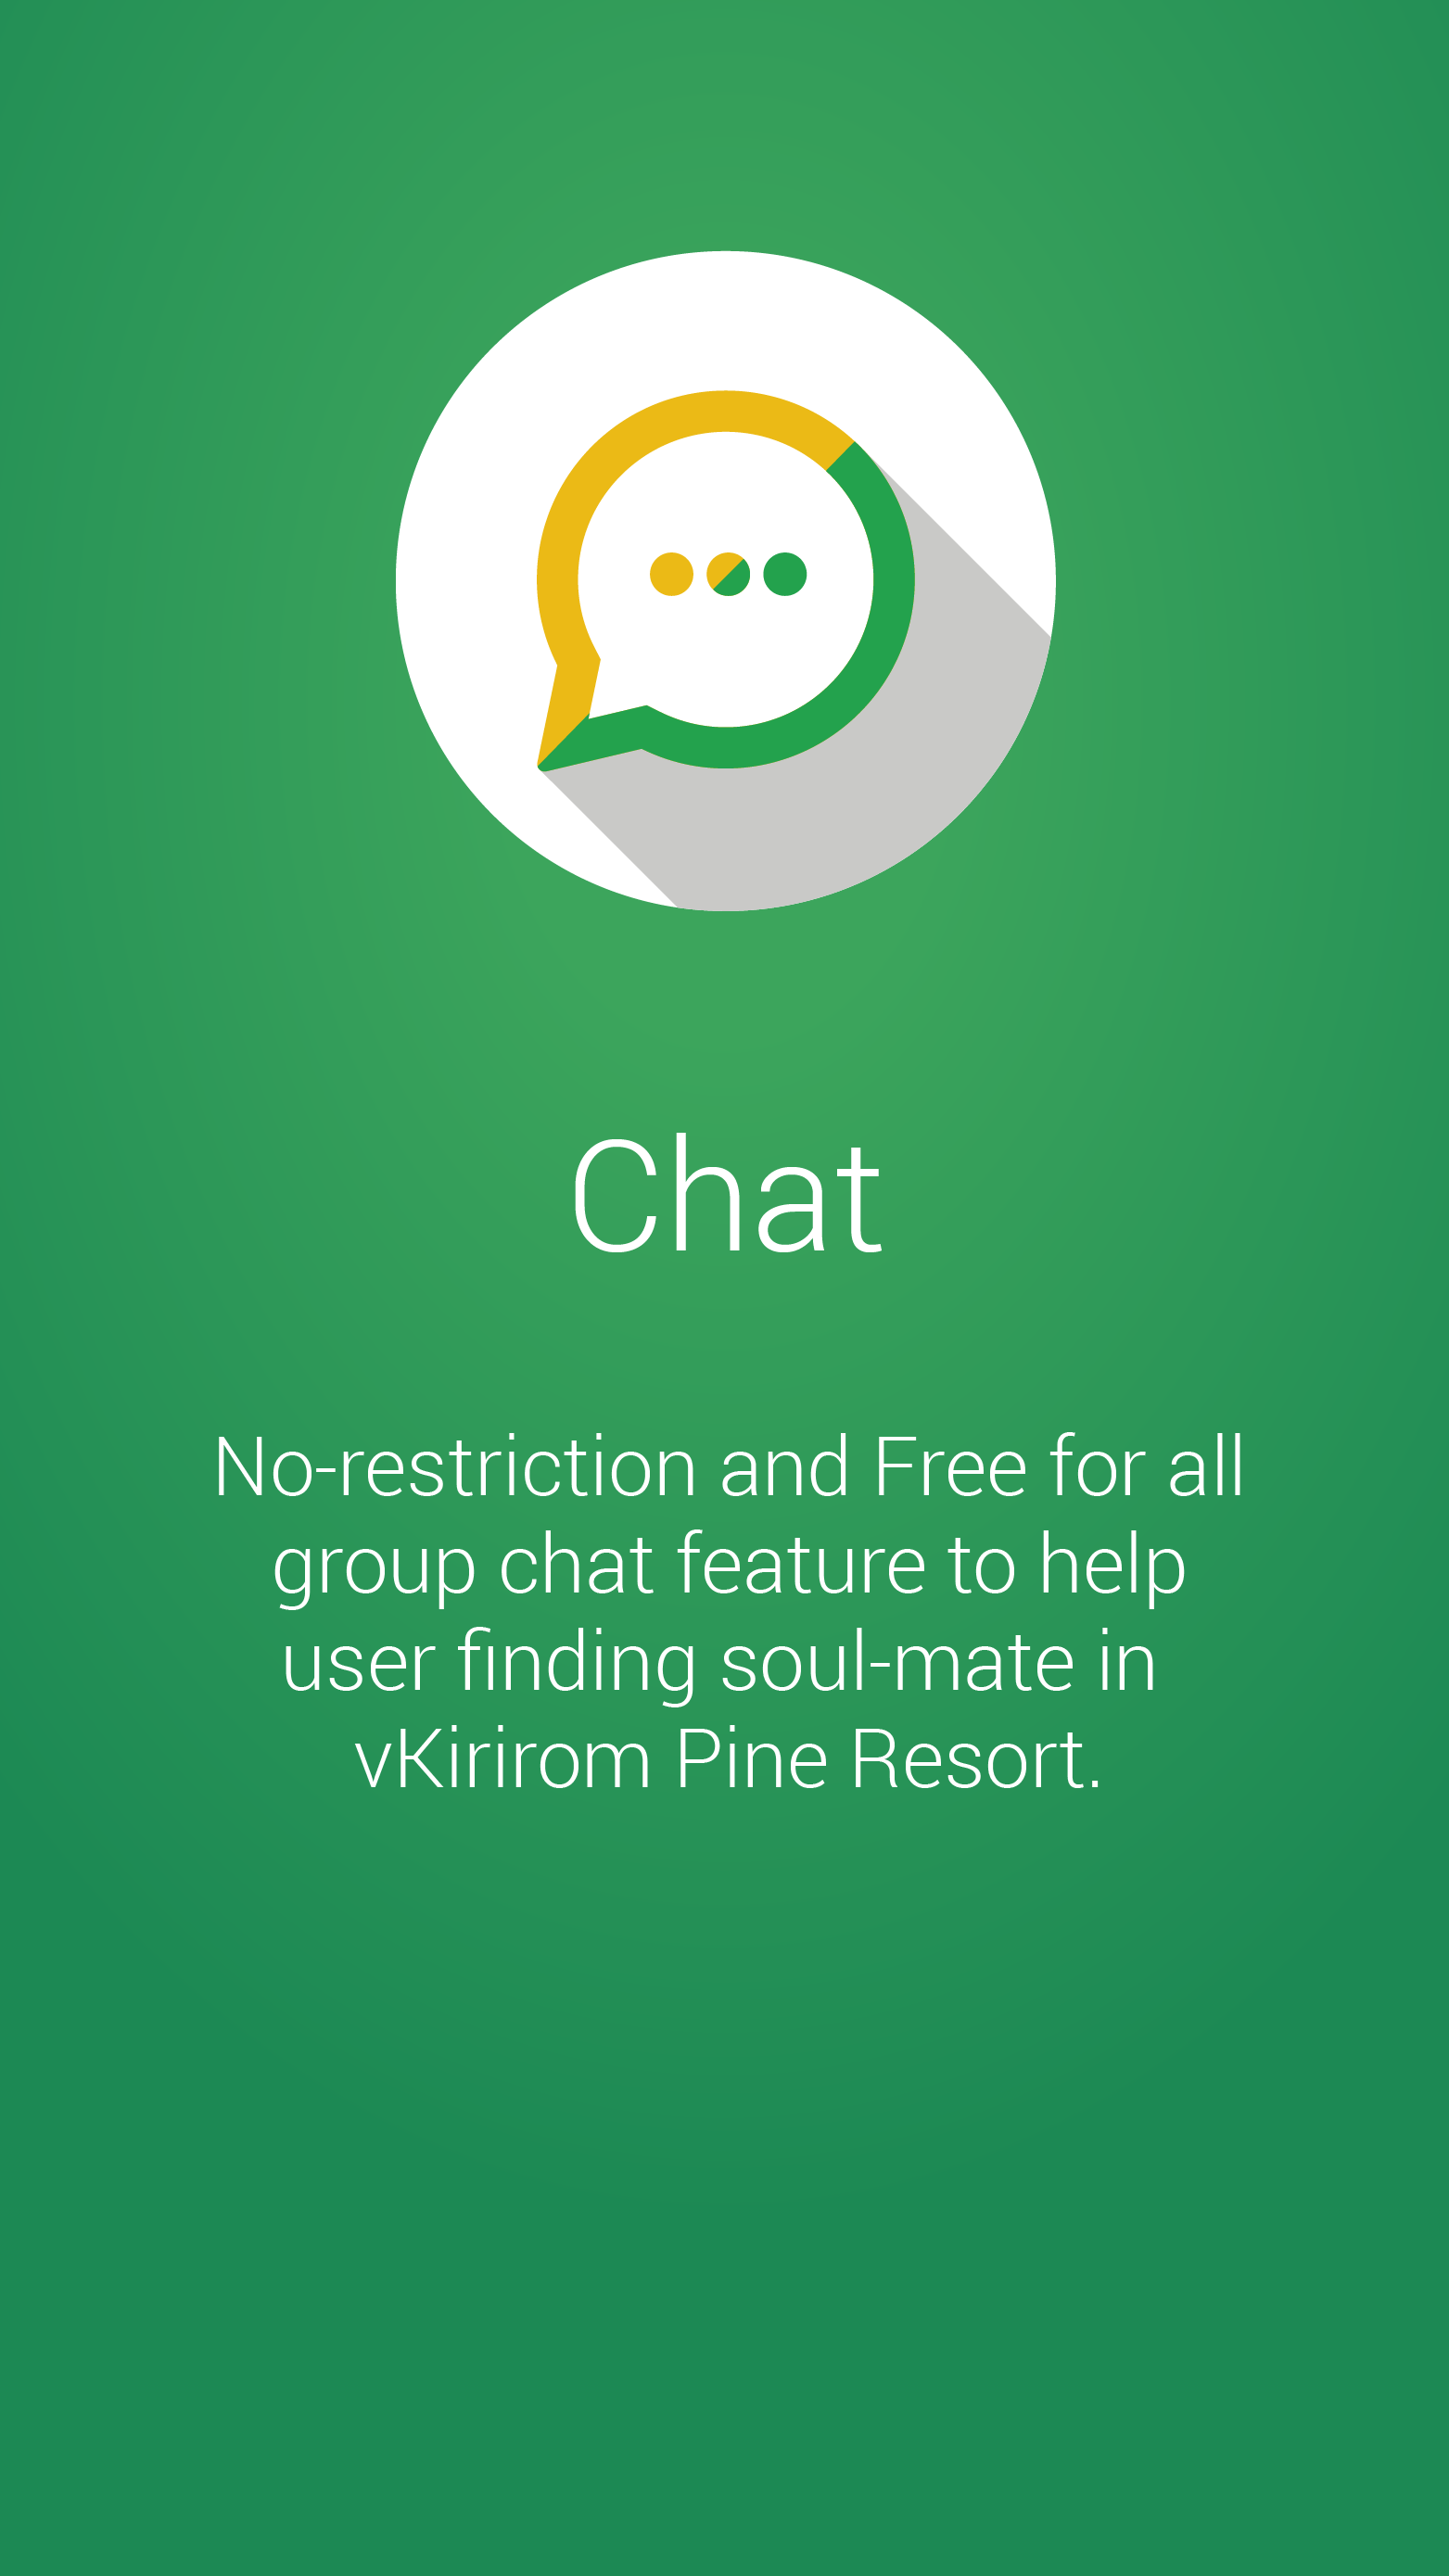 Chat
No-restriction and Free for all
group chat feature to help
user finding soul-mate in
vKirirom Pine Resort.